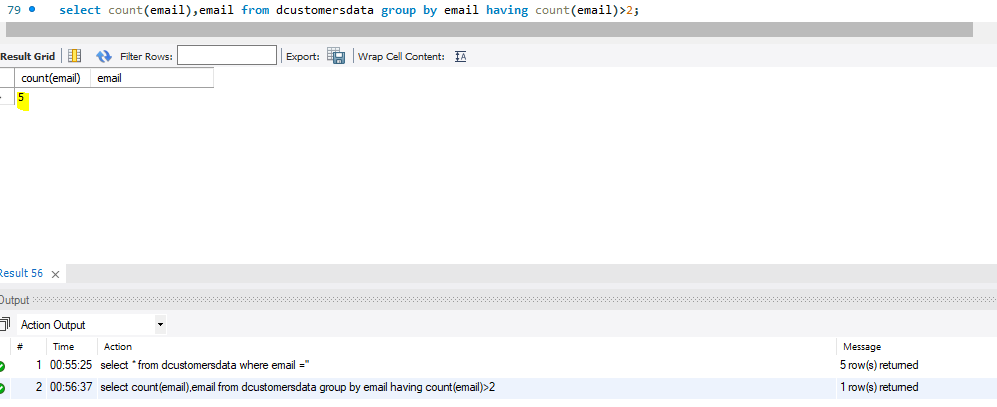 79 select count(email),email from dcustomersdata group by email having count(email)>2;
Result Grid Filter Rows: Export: Wrap Cell Content: IA
count(email) email
5
Result 56 ×
Output
Action Output
# Time Action Message
1 00:55:25 select * from dcustomersdata where email ='' 5 row(s) returned
2 00:56:37 select count(email),email from dcustomersdata group by email having count(email)>2 1 row(s) returned